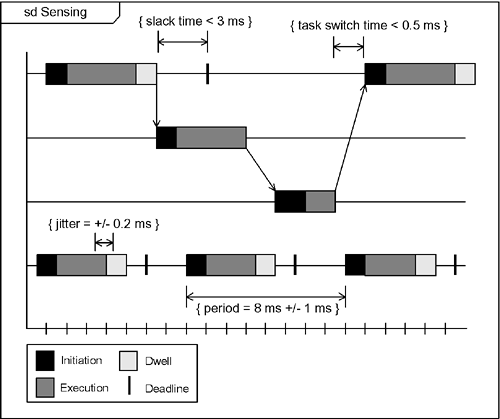 sd Sensing
{ slack time < 3 ms }
{ task switch time < 0.5 ms }
{ jitter = +/- 0.2 ms }
{ period = 8 ms +/- 1 ms }
Initiation
Dwell
Execution
Deadline